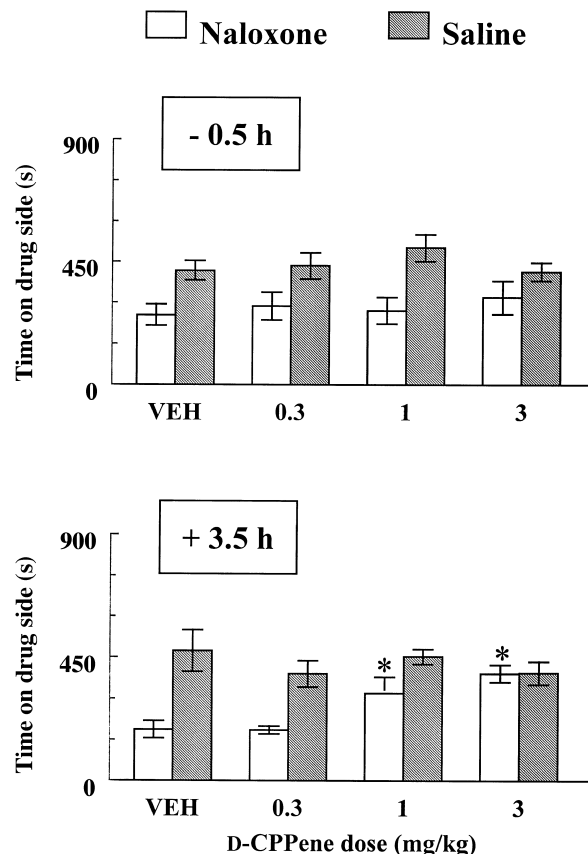 Naloxone Saline
- 0.5 h
900
450
0
Time on drug side (s)
VEH 0.3 1 3
+ 3.5 h
900
450
0
Time on drug side (s)
* *
VEH 0.3 1 3
D-CPPene dose (mg/kg)